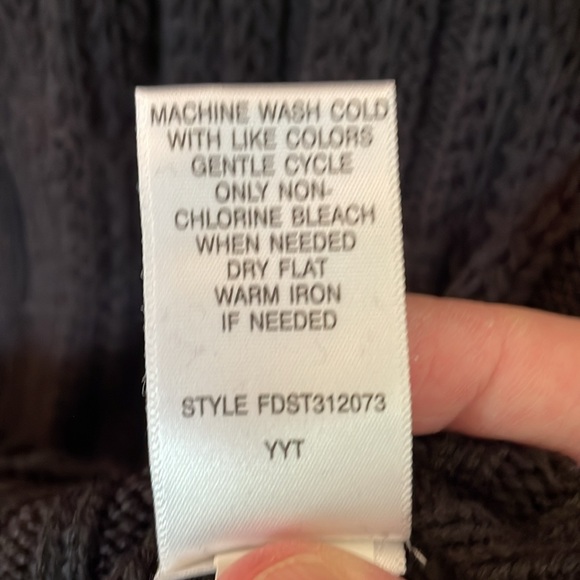 MACHINE WASH COLD
WITH LIKE COLORS
GENTLE CYCLE
ONLY NON-
CHLORINE BLEACH
WHEN NEEDED
DRY FLAT
WARM IRON
IF NEEDED
STYLE FDST312073
YYT